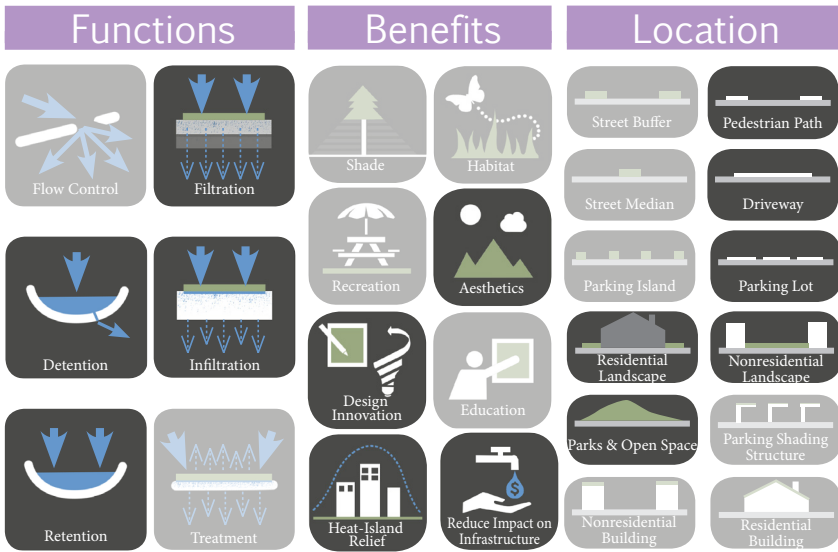 Functions
Flow Control
Filtration
Detention
Infiltration
Retention
Treatment
Benefits
Shade
Habitat
Recreation
Aesthetics
Design
Innovation
Education
Heat-Island
Relief
$
Reduce Impact on
Infrastructure
Location
Street Buffer
Pedestrian Path
Street Median
Driveway
Parking Island
Parking Lot
Residential
Landscape
Nonresidential
Landscape
Parks & Open Space
Parking Shading
Structure
Nonresidential
Building
Residential
Building